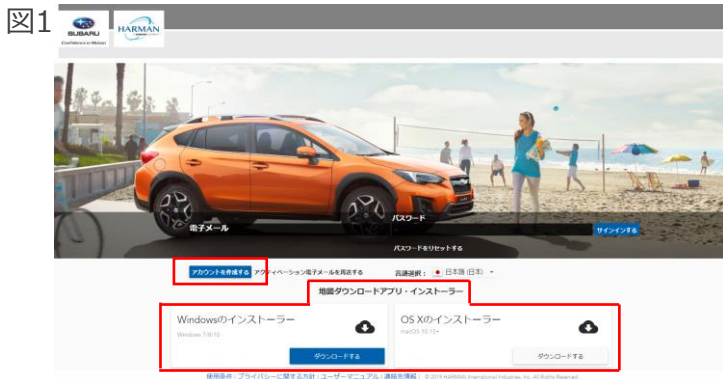 図1
SUBARU
Confidence in Motion
HARMAN
電子メール
パスワード
サインインする
パスワードをリセットする
アカウントを作成する アクティベーション電子メールを再送する 言語選択: 日本語 (日本)
地図ダウンロードアプリ・インストーラー
Windowsのインストーラー
Windows 7/8/10
ダウンロードする
OS Xのインストーラー
macOS 10.15+
ダウンロードする
使用条件 | プライバシーに関する方針 | ユーザーマニュアル | 連絡先情報 | © 2019 HARMAN International Industries, Inc. All Rights Reserved.